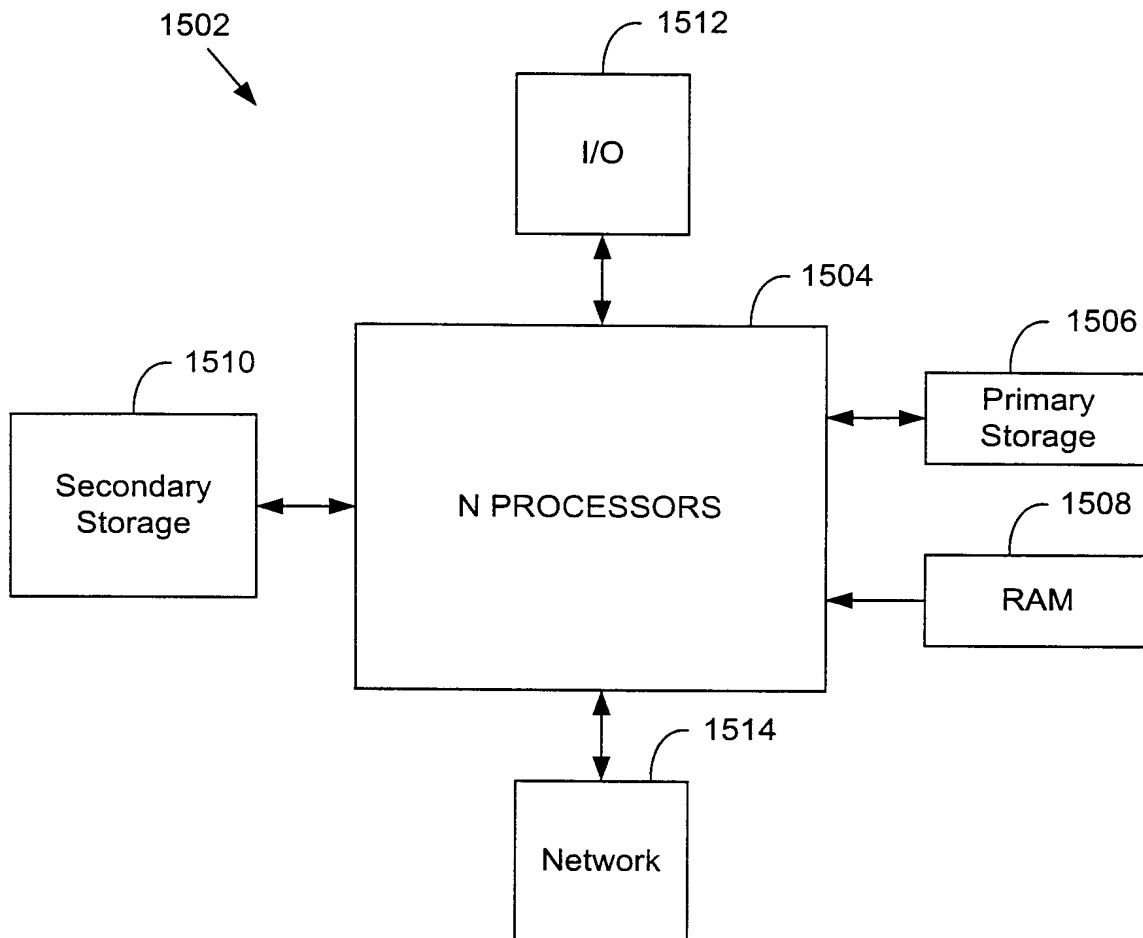 1502
1512
I/O
1504
1506
Primary
Storage
1510
Secondary
Storage
N PROCESSORS
1508
RAM
1514
Network